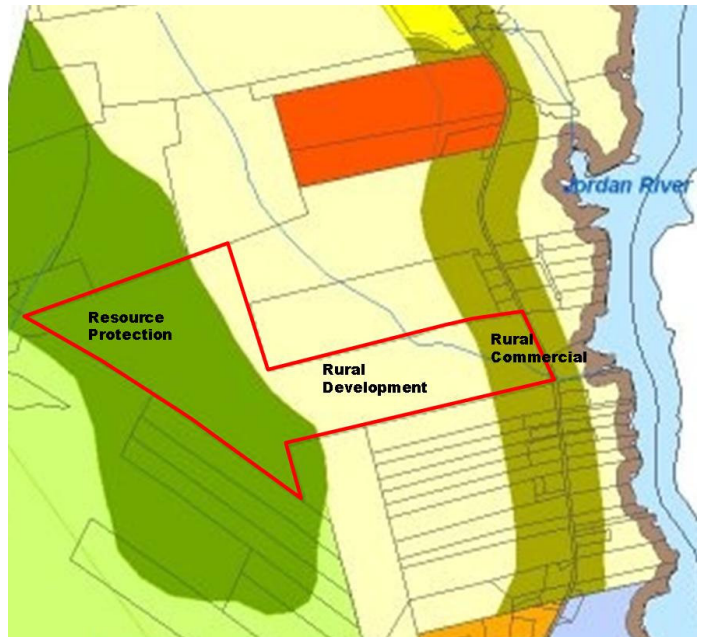 Jordan River
Resource
Protection
Rural
Commercial
Rural
Development